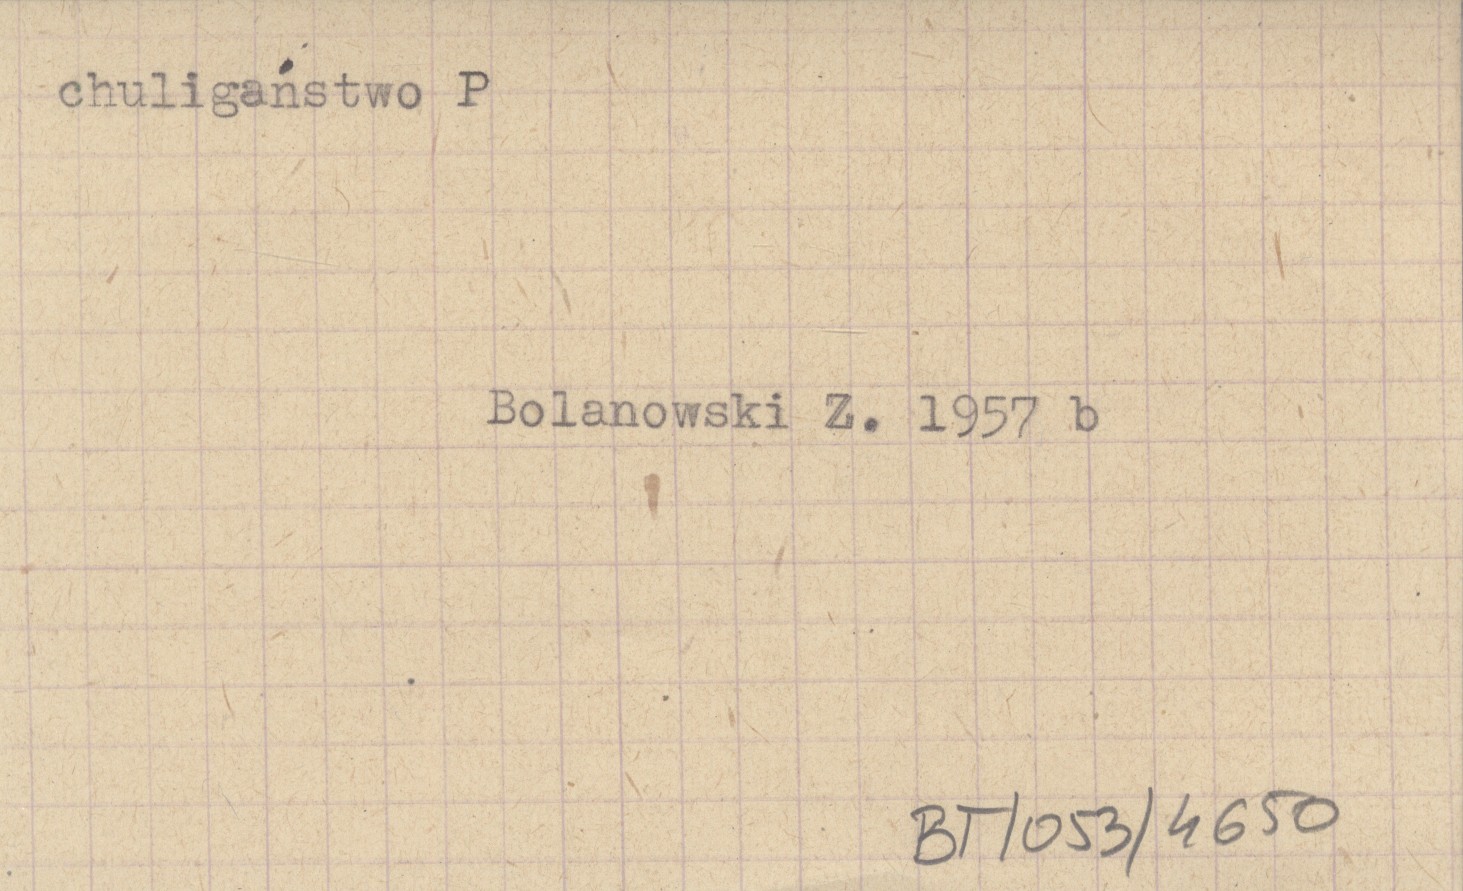 chuligaństwo P
Bolanowski Z. 1957 b
BT/053/4650